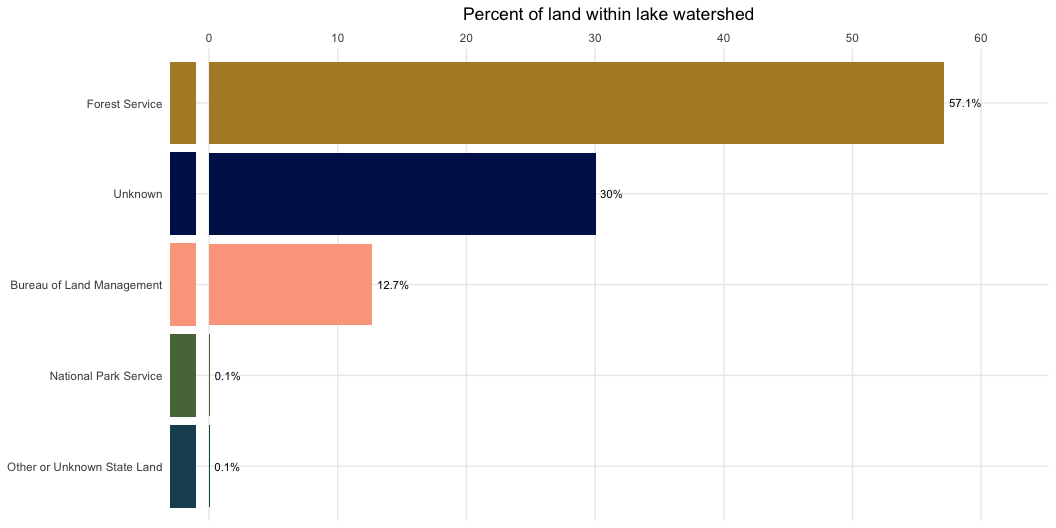 Percent of land within lake watershed
0 10 20 30 40 50 60
Forest Service 57.1%
Unknown 30%
Bureau of Land Management 12.7%
National Park Service 0.1%
Other or Unknown State Land 0.1%